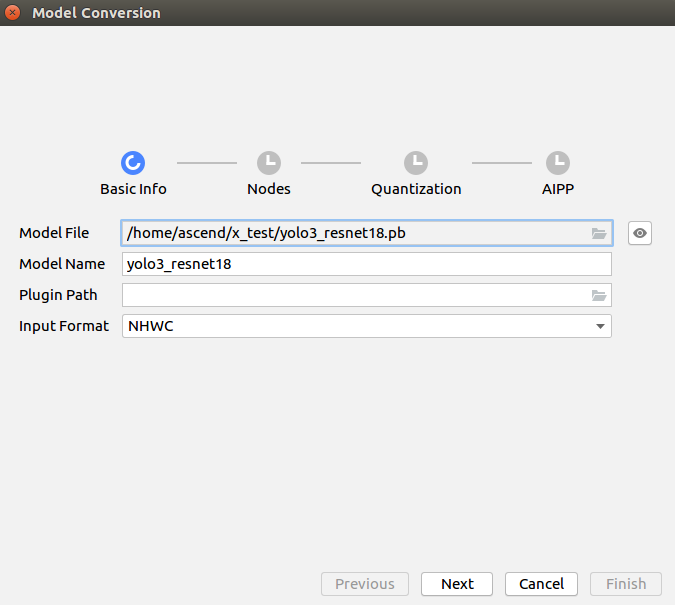 Model Conversion
Basic Info Nodes Quantization AIPP
Model File /home/ascend/x_test/yolo3_resnet18.pb
Model Name yolo3_resnet18
Plugin Path
Input Format NHWC
Previous Next Cancel Finish